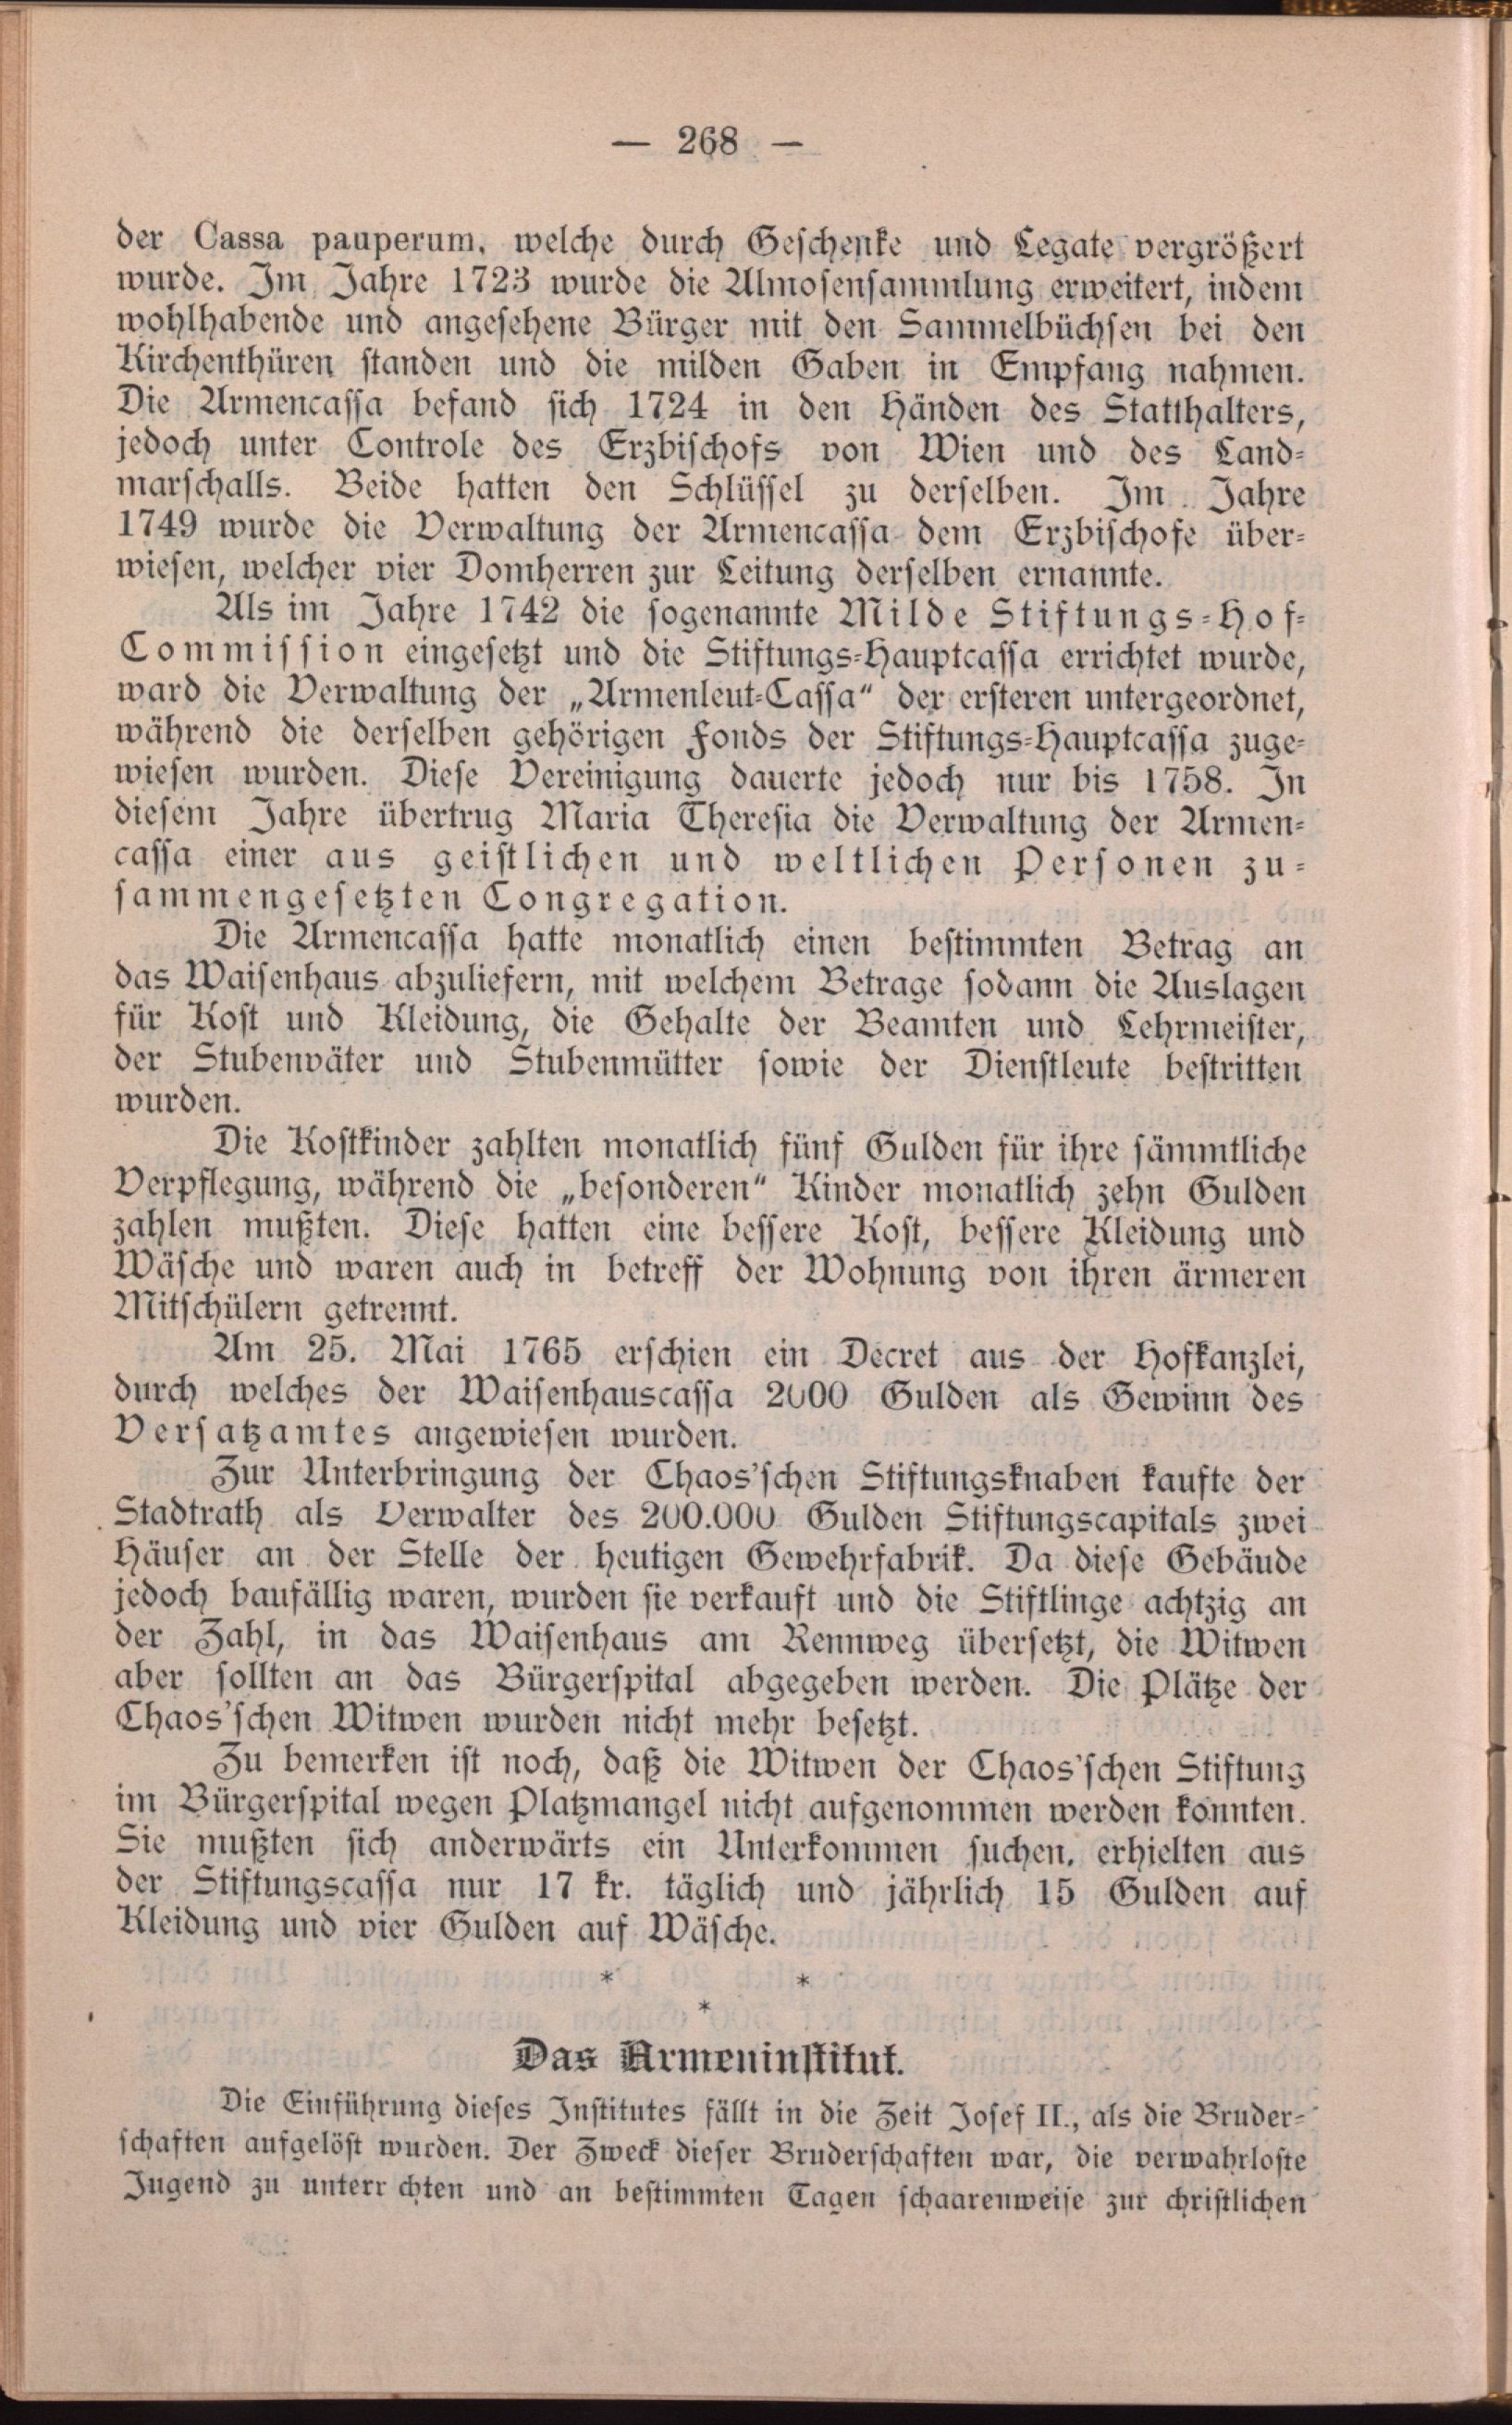 — 268 —
der Cassa pauperum, welche durch Geschenke und Legate vergrößert
wurde. Im Jahre 1723 wurde die Almosensammlung erweitert, indem
wohlhabende und angesehene Bürger mit den Sammelbüchsen bei den
Kirchenthüren standen und die milden Gaben in Empfang nahmen.
Die Armencassa befand sich 1724 in den Händen des Statthalters,
jedoch unter Controle des Erzbischofs von Wien und des Land-
marschalls. Beide hatten den Schlüssel zu derselben. Im Jahre
1749 wurde die Verwaltung der Armencassa dem Erzbischofe über-
wiesen, welcher vier Domherren zur Leitung derselben ernannte.
Als im Jahre 1742 die sogenannte Milde Stiftungs-Hof-
Commission eingesetzt und die Stiftungs-Hauptcassa errichtet wurde,
ward die Verwaltung der „Armenleut-Cassa" der ersteren untergeordnet,
während die derselben gehörigen Fonds der Stiftungs-Hauptcassa zuge-
wiesen wurden. Diese Vereinigung dauerte jedoch nur bis 1758. In
diesem Jahre übertrug Maria Theresia die Verwaltung der Armen-
cassa einer aus geistlichen und weltlichen Personen zu-
sammengesetzten Congregation.
Die Armencassa hatte monatlich einen bestimmten Betrag an
das Waisenhaus abzuliefern, mit welchem Betrage sodann die Auslagen
für Kost und Kleidung, die Gehalte der Beamten und Lehrmeister,
der Stubenväter und Stubenmütter sowie der Dienstleute bestritten
wurden.
Die Kostkinder zahlten monatlich fünf Gulden für ihre sämmtliche
Verpflegung, während die „besonderen" Kinder monatlich zehn Gulden
zahlen mußten. Diese hatten eine bessere Kost, bessere Kleidung und
Wäsche und waren auch in betreff der Wohnung von ihren ärmeren
Mitschülern getrennt.
Am 25. Mai 1765 erschien ein Decret aus der Hofkanzlei,
durch welches der Waisenhauscassa 2000 Gulden als Gewinn des
Versatzamtes angewiesen wurden.
Zur Unterbringung der Chaos'schen Stiftungsknaben kaufte der
Stadtrath als Verwalter des 200.000 Gulden Stiftungscapitals zwei
Häuser an der Stelle der heutigen Gewehrfabrik. Da diese Gebäude
jedoch baufällig waren, wurden sie verkauft und die Stiftlinge achtzig an
der Zahl, in das Waisenhaus am Rennweg übersetzt, die Witwen
aber sollten an das Bürgerspital abgegeben werden. Die Plätze der
Chaos'schen Witwen wurden nicht mehr besetzt.
Zu bemerken ist noch, daß die Witwen der Chaos'schen Stiftung
im Bürgerspital wegen Platzmangel nicht aufgenommen werden konnten.
Sie mußten sich anderwärts ein Unterkommen suchen, erhielten aus
der Stiftungscassa nur 17 kr. täglich und jährlich 15 Gulden auf
Kleidung und vier Gulden auf Wäsche.
* *
*
Das Armeninstitut.
Die Einführung dieses Institutes fällt in die Zeit Josef II., als die Bruder-
schaften aufgelöst wurden. Der Zweck dieser Bruderschaften war, die verwahrloste
Jugend zu unterr chten und an bestimmten Tagen schaarenweise zur christlichen